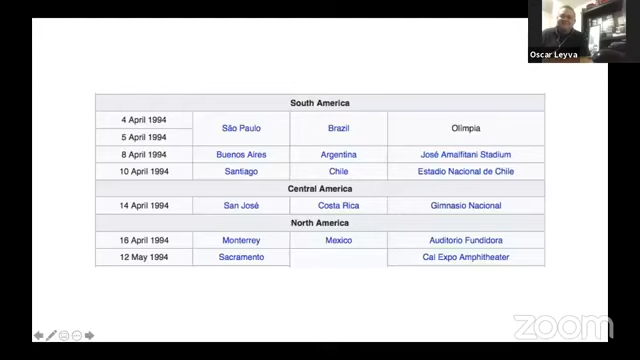 Oscar Leyva
South America
4 April 1994 São Paulo Brazil Olímpia
5 April 1994
8 April 1994 Buenos Aires Argentina José Amalfitani Stadium
10 April 1994 Santiago Chile Estadio Nacional de Chile
Central America
14 April 1994 San José Costa Rica Gimnasio Nacional
North America
16 April 1994 Monterrey Mexico Auditorio Fundidora
12 May 1994 Sacramento Cal Expo Amphitheater
zoom